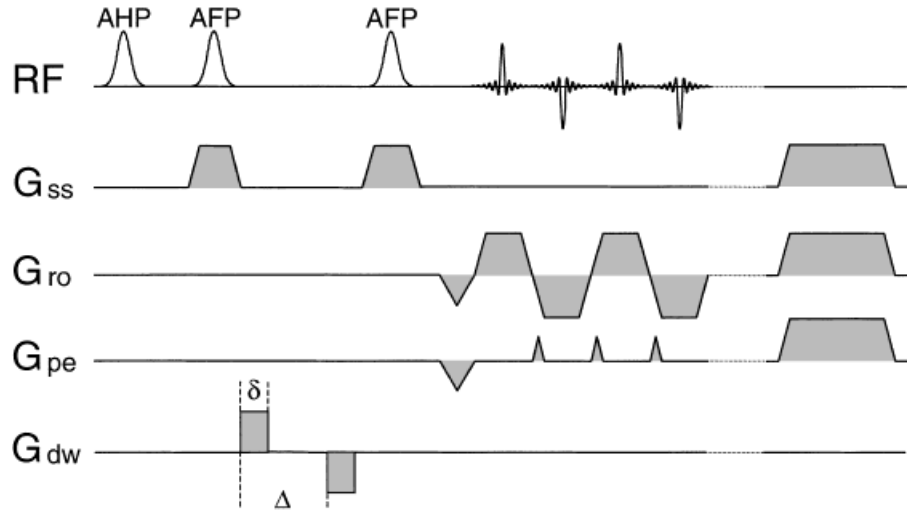 AHP AFP AFP
RF
Gss
Gro
Gpe
δ
Gdw
Δ